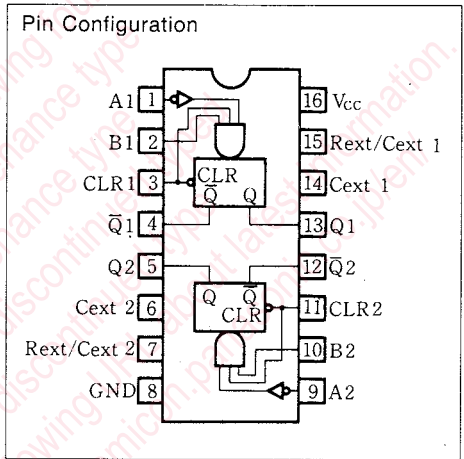 Pin Configuration
A1 1
B1 2
CLR1 3
Q̅1 4
Q2 5
Cext 2 6
Rext/Cext 2 7
GND 8
16 Vcc
15 Rext/Cext 1
14 Cext 1
13 Q1
12 Q̅2
11 CLR2
10 B2
9 A2
CLR
Q̅ Q
Q Q̅
CLR